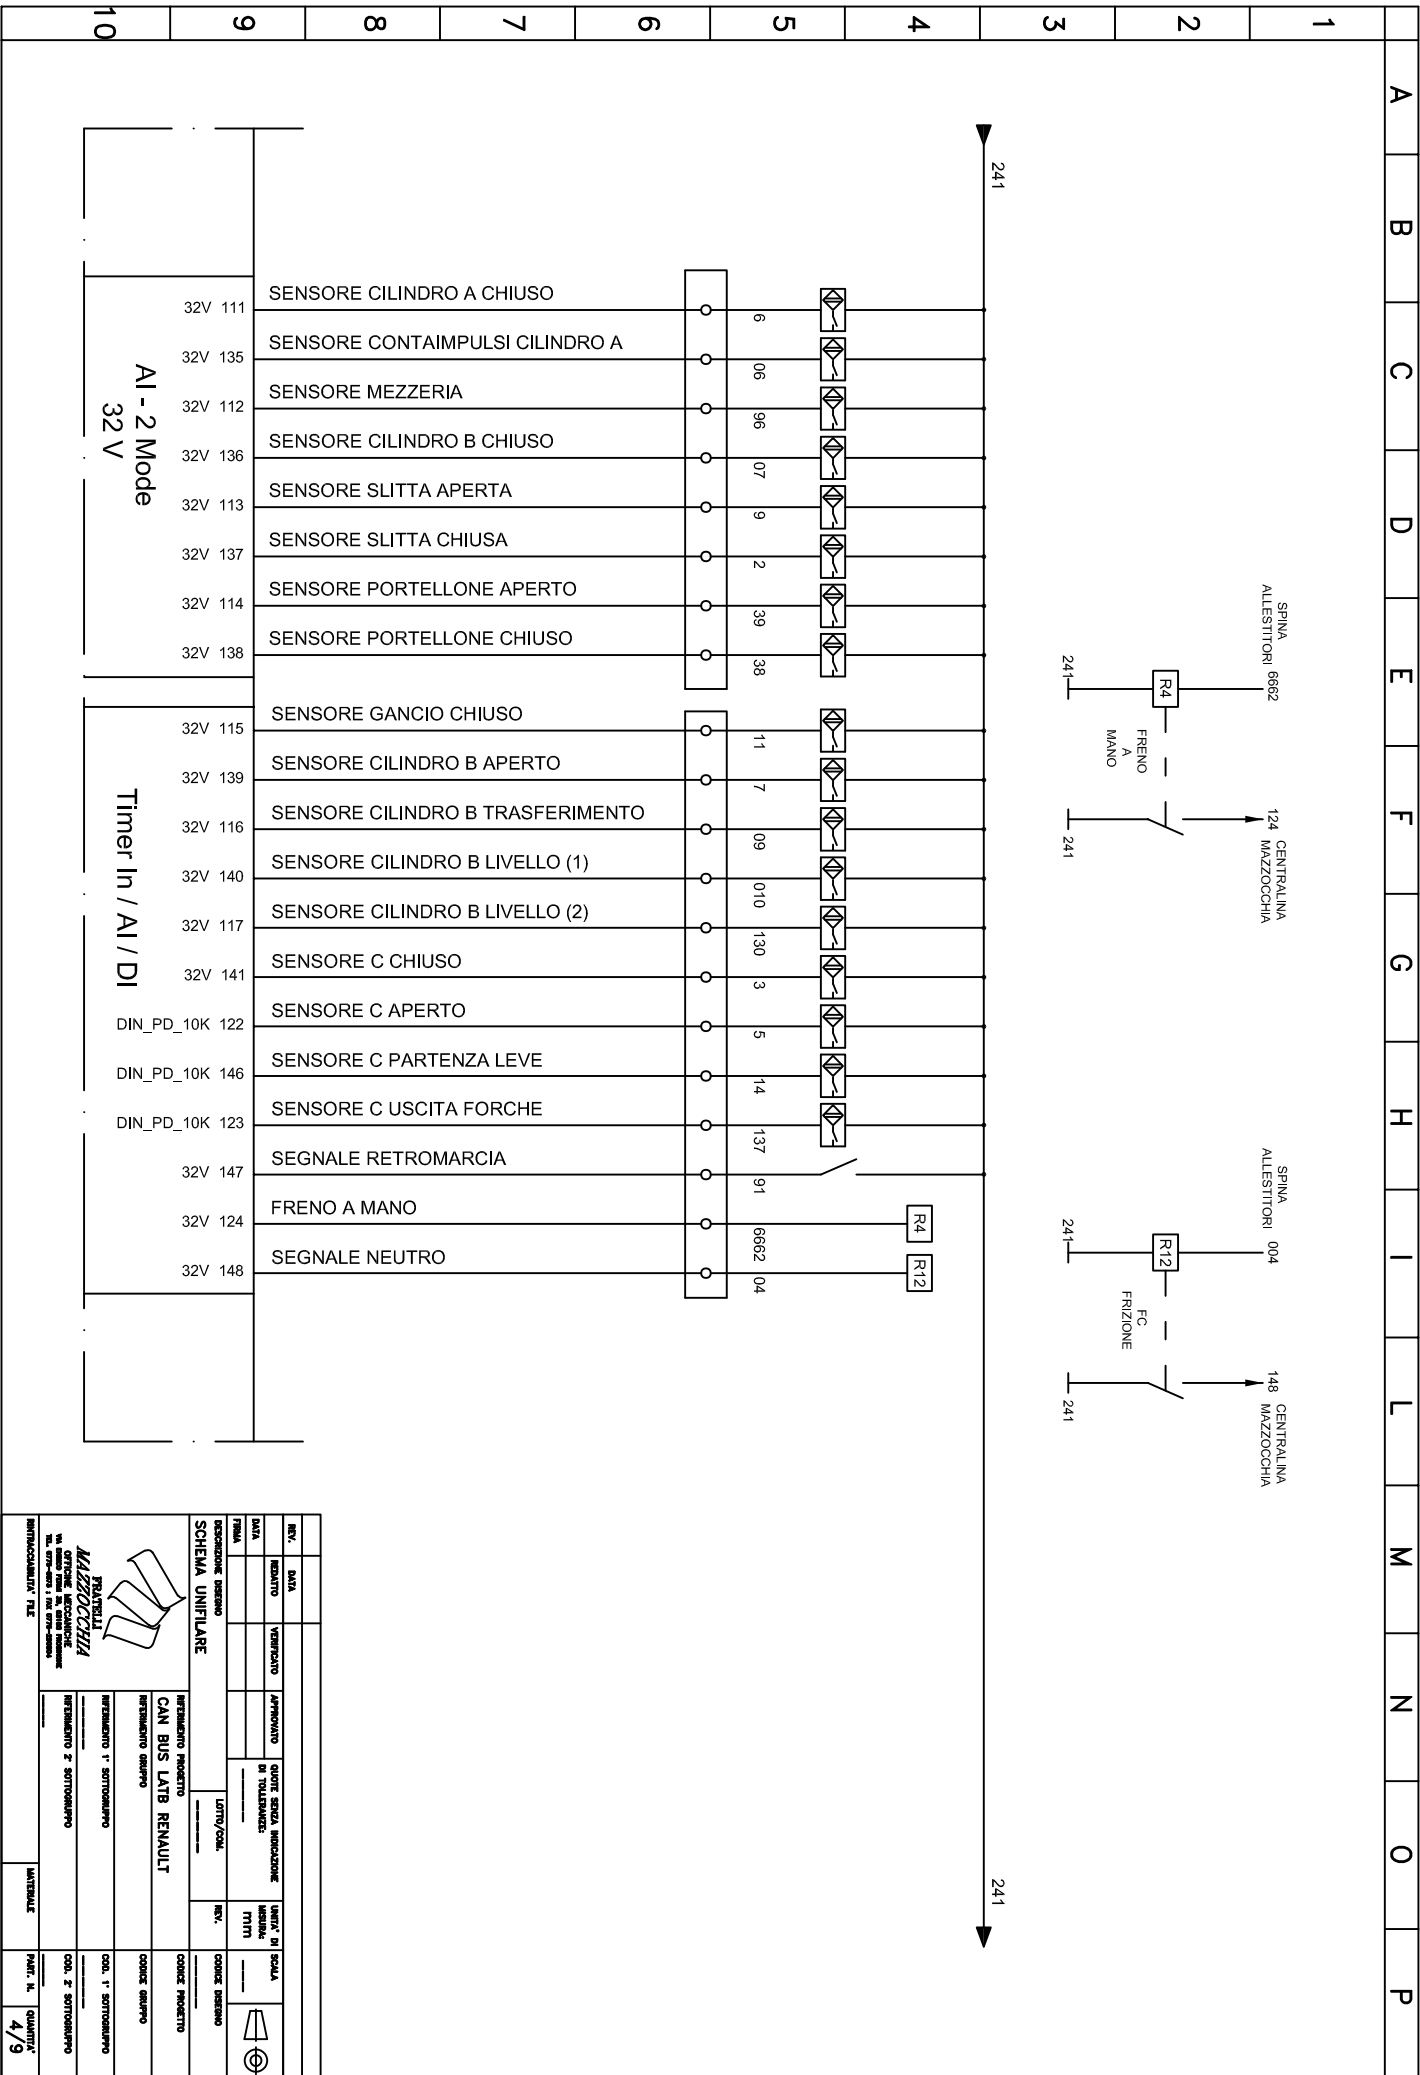 10
9
8
7
6
5
4
3
2
1
A
B
C
D
E
F
G
H
I
L
M
N
O
P
241
241
SPINA
ALLESTITORI 6662
241
R4
FRENO
A
MANO
124 CENTRALINA
MAZZOCCHIA
241
SPINA
ALLESTITORI 004
241
R12
FC
FRIZIONE
148 CENTRALINA
MAZZOCCHIA
241
AI - 2 Mode
32 V
32V 111 SENSORE CILINDRO A CHIUSO 6
32V 135 SENSORE CONTAIMPULSI CILINDRO A 06
32V 112 SENSORE MEZZERIA 96
32V 136 SENSORE CILINDRO B CHIUSO 07
32V 113 SENSORE SLITTA APERTA 9
32V 137 SENSORE SLITTA CHIUSA 2
32V 114 SENSORE PORTELLONE APERTO 39
32V 138 SENSORE PORTELLONE CHIUSO 38
Timer In / AI / DI
32V 115 SENSORE GANCIO CHIUSO 11
32V 139 SENSORE CILINDRO B APERTO 7
32V 116 SENSORE CILINDRO B TRASFERIMENTO 09
32V 140 SENSORE CILINDRO B LIVELLO (1) 010
32V 117 SENSORE CILINDRO B LIVELLO (2) 130
32V 141 SENSORE C CHIUSO 3
DIN_PD_10K 122 SENSORE C APERTO 5
DIN_PD_10K 146 SENSORE C PARTENZA LEVE 14
DIN_PD_10K 123 SENSORE C USCITA FORCHE 137
32V 147 SEGNALE RETROMARCIA 91
32V 124 FRENO A MANO 6662 R4
32V 148 SEGNALE NEUTRO 04 R12
REV. DATA
REDATTO VERIFICATO APPROVATO
DATA
FIRMA
QUOTE SENZA INDICAZIONE
DI TOLLERANZE:
UNITA' DI
MISURA:
mm
SCALA
DESCRIZIONE DISEGNO
SCHEMA UNIFILARE
LOTTO/COM.
REV.
CODICE DISEGNO
RIFERIMENTO PROGETTO
CAN BUS LATB RENAULT
CODICE PROGETTO
RIFERIMENTO GRUPPO
CODICE GRUPPO
RIFERIMENTO 1° SOTTOGRUPPO
COD. 1° SOTTOGRUPPO
RIFERIMENTO 2° SOTTOGRUPPO
COD. 2° SOTTOGRUPPO
FRATELLI
MAZZOCCHIA
OFFICINE MECCANICHE
RINTRACCIABILITA' FILE
MATERIALE
PART. N.
QUANTITA'
4/9